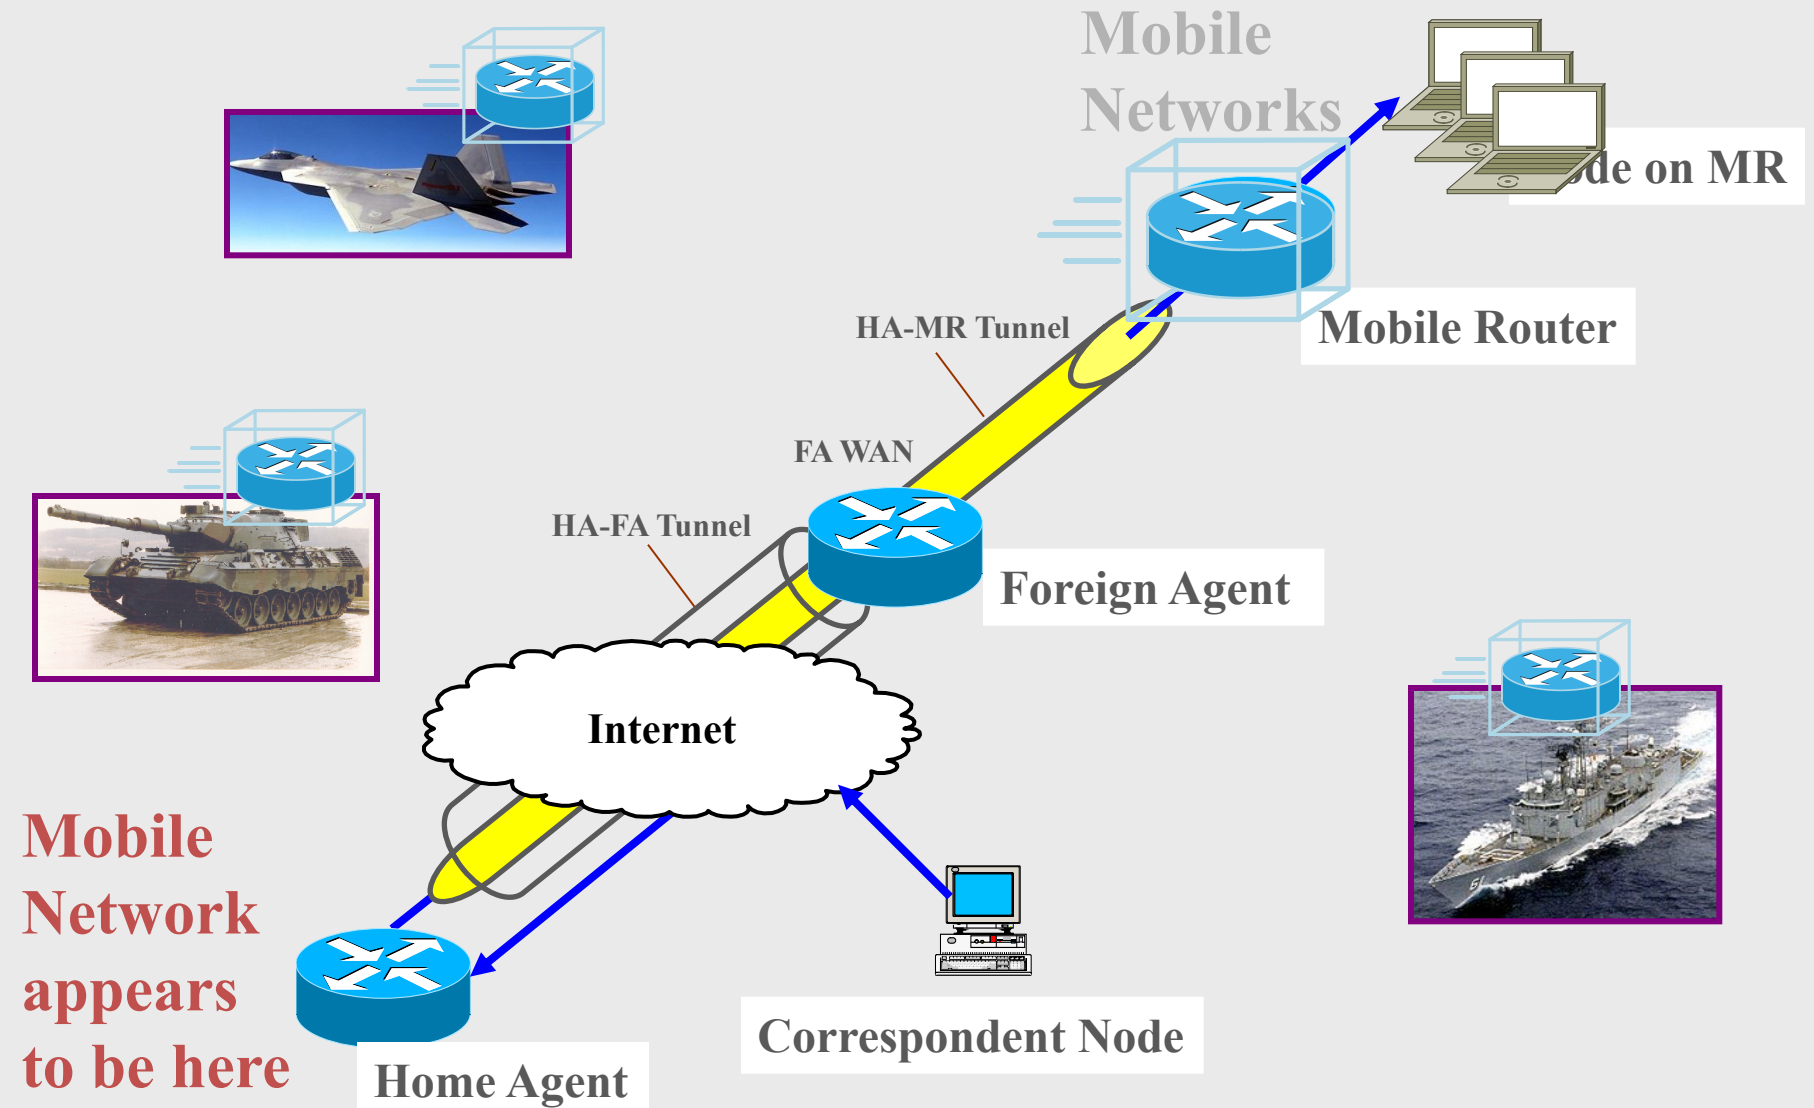 Mobile
Networks
de on MR
Mobile Router
HA-MR Tunnel
FA WAN
HA-FA Tunnel
Foreign Agent
Internet
Mobile
Network
appears
to be here
Correspondent Node
Home Agent
61